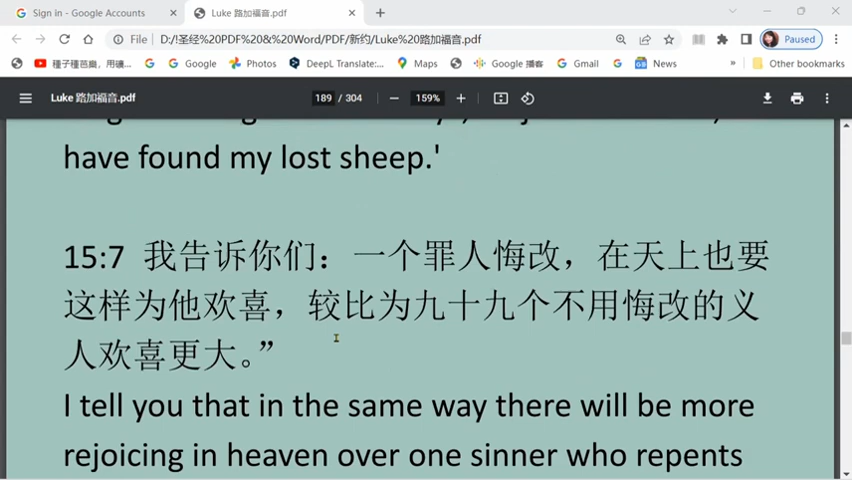 Sign in - Google Accounts
Luke 路加福音.pdf
File
D:/!圣经%20PDF%20&%20Word/PDF/新约/Luke%20路加福音.pdf
Paused
Google
Photos
DeepL Translate:...
Maps
Google 播客
Gmail
News
»
Other bookmarks
Luke 路加福音.pdf
189 / 304
159%
have found my lost sheep.'
15:7 我告诉你们：一个罪人悔改，在天上也要
这样为他欢喜，较比为九十九个不用悔改的义
人欢喜更大。”
I tell you that in the same way there will be more
rejoicing in heaven over one sinner who repents